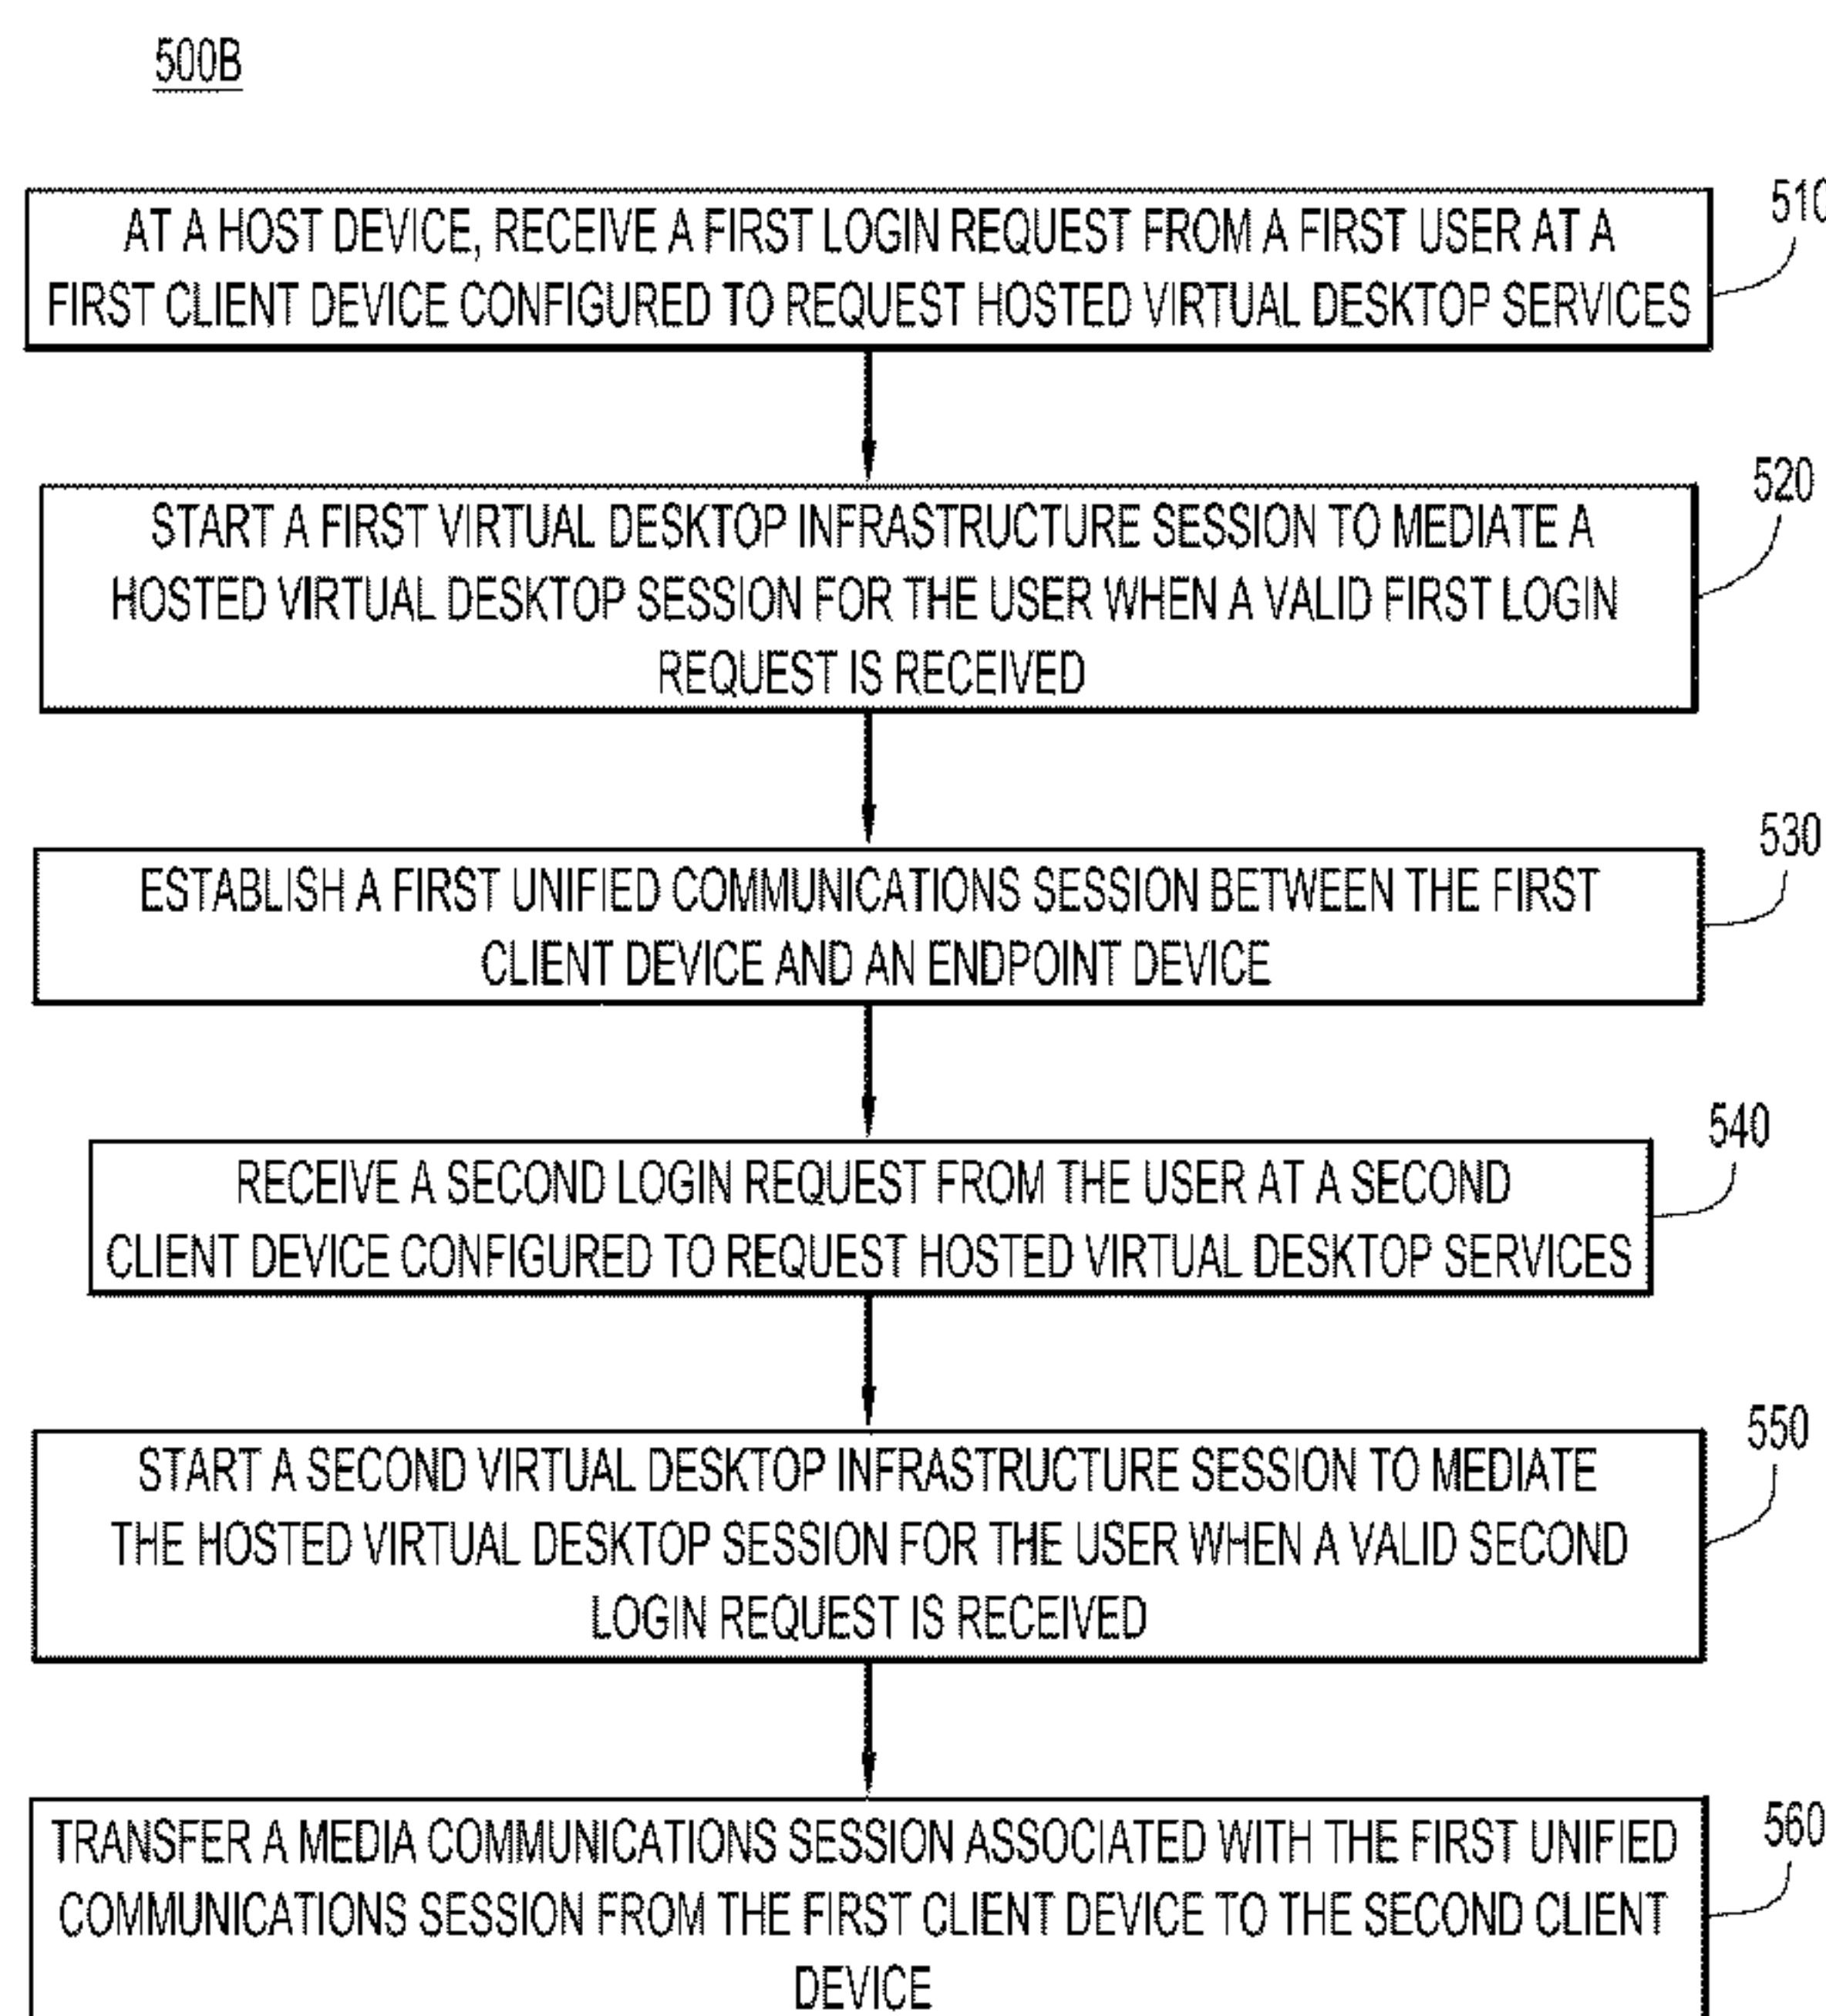 500B
510
AT A HOST DEVICE, RECEIVE A FIRST LOGIN REQUEST FROM A FIRST USER AT A
FIRST CLIENT DEVICE CONFIGURED TO REQUEST HOSTED VIRTUAL DESKTOP SERVICES
520
START A FIRST VIRTUAL DESKTOP INFRASTRUCTURE SESSION TO MEDIATE A
HOSTED VIRTUAL DESKTOP SESSION FOR THE USER WHEN A VALID FIRST LOGIN
REQUEST IS RECEIVED
530
ESTABLISH A FIRST UNIFIED COMMUNICATIONS SESSION BETWEEN THE FIRST
CLIENT DEVICE AND AN ENDPOINT DEVICE
540
RECEIVE A SECOND LOGIN REQUEST FROM THE USER AT A SECOND
CLIENT DEVICE CONFIGURED TO REQUEST HOSTED VIRTUAL DESKTOP SERVICES
550
START A SECOND VIRTUAL DESKTOP INFRASTRUCTURE SESSION TO MEDIATE
THE HOSTED VIRTUAL DESKTOP SESSION FOR THE USER WHEN A VALID SECOND
LOGIN REQUEST IS RECEIVED
560
TRANSFER A MEDIA COMMUNICATIONS SESSION ASSOCIATED WITH THE FIRST UNIFIED
COMMUNICATIONS SESSION FROM THE FIRST CLIENT DEVICE TO THE SECOND CLIENT
DEVICE